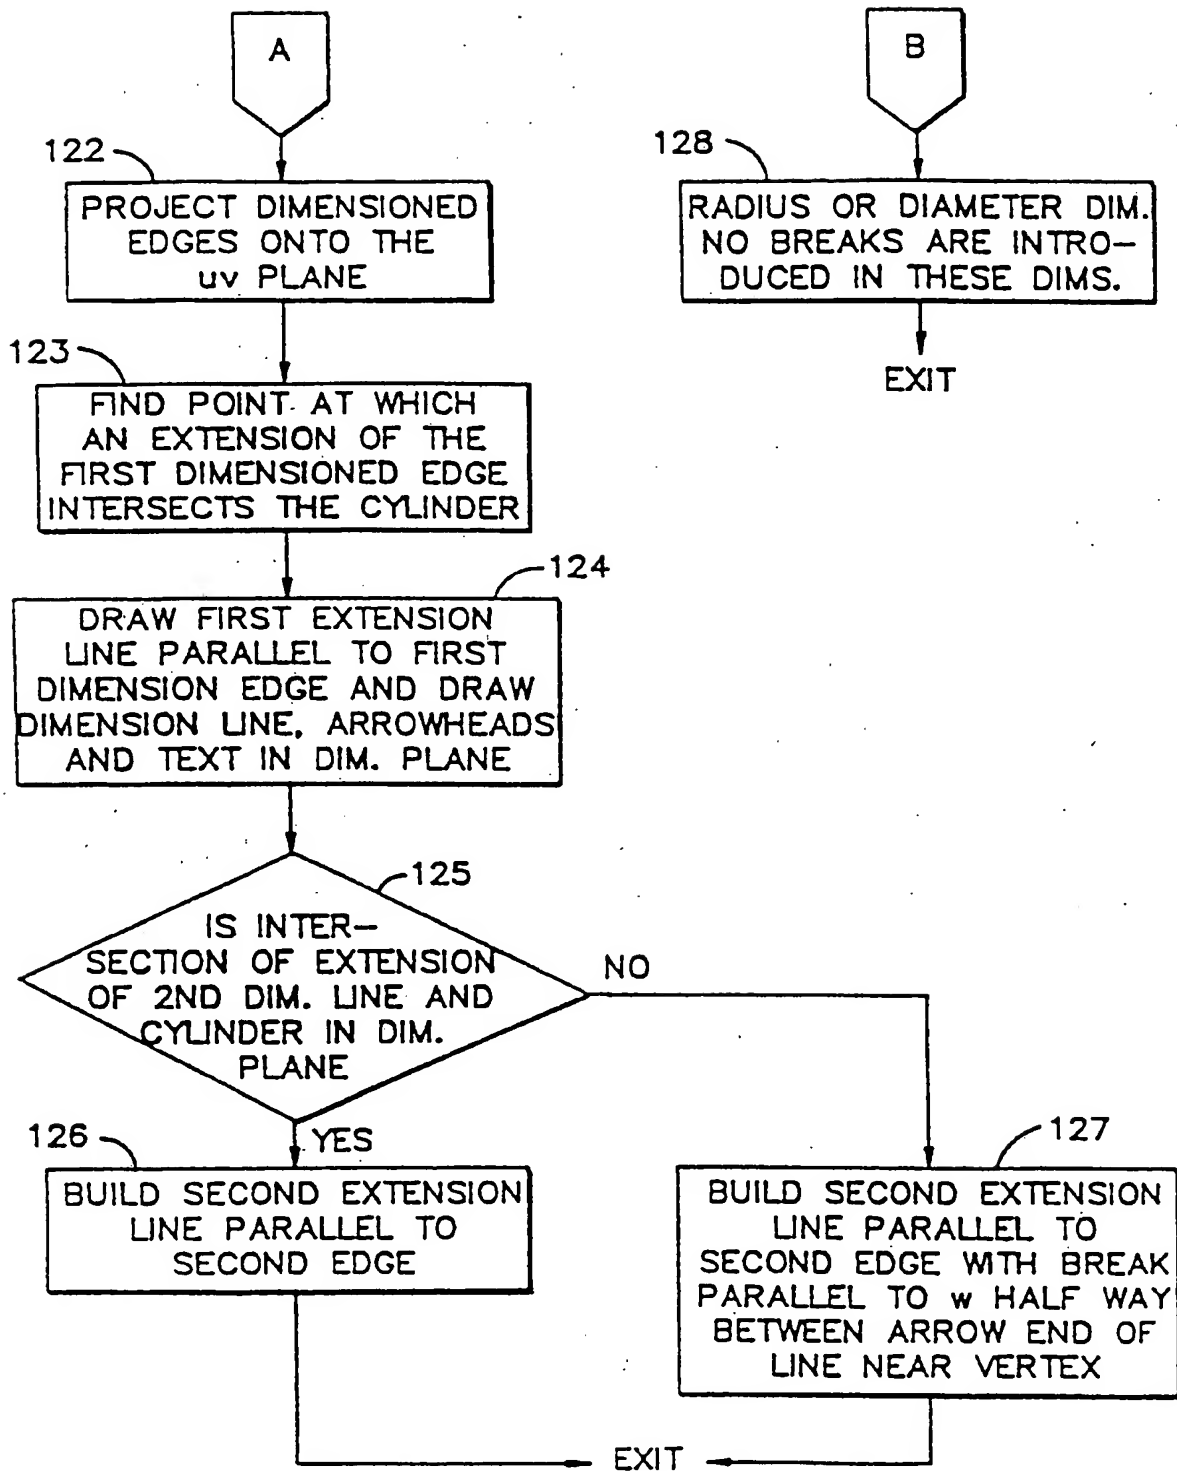 A
122
PROJECT DIMENSIONED
EDGES ONTO THE
uv PLANE
123
FIND POINT AT WHICH
AN EXTENSION OF THE
FIRST DIMENSIONED EDGE
INTERSECTS THE CYLINDER
124
DRAW FIRST EXTENSION
LINE PARALLEL TO FIRST
DIMENSION EDGE AND DRAW
DIMENSION LINE, ARROWHEADS
AND TEXT IN DIM. PLANE
125
IS INTER-
SECTION OF EXTENSION
OF 2ND DIM. LINE AND
CYLINDER IN DIM.
PLANE
NO
YES
126
BUILD SECOND EXTENSION
LINE PARALLEL TO
SECOND EDGE
127
BUILD SECOND EXTENSION
LINE PARALLEL TO
SECOND EDGE WITH BREAK
PARALLEL TO w HALF WAY
BETWEEN ARROW END OF
LINE NEAR VERTEX
EXIT
B
128
RADIUS OR DIAMETER DIM.
NO BREAKS ARE INTRO-
DUCED IN THESE DIMS.
EXIT